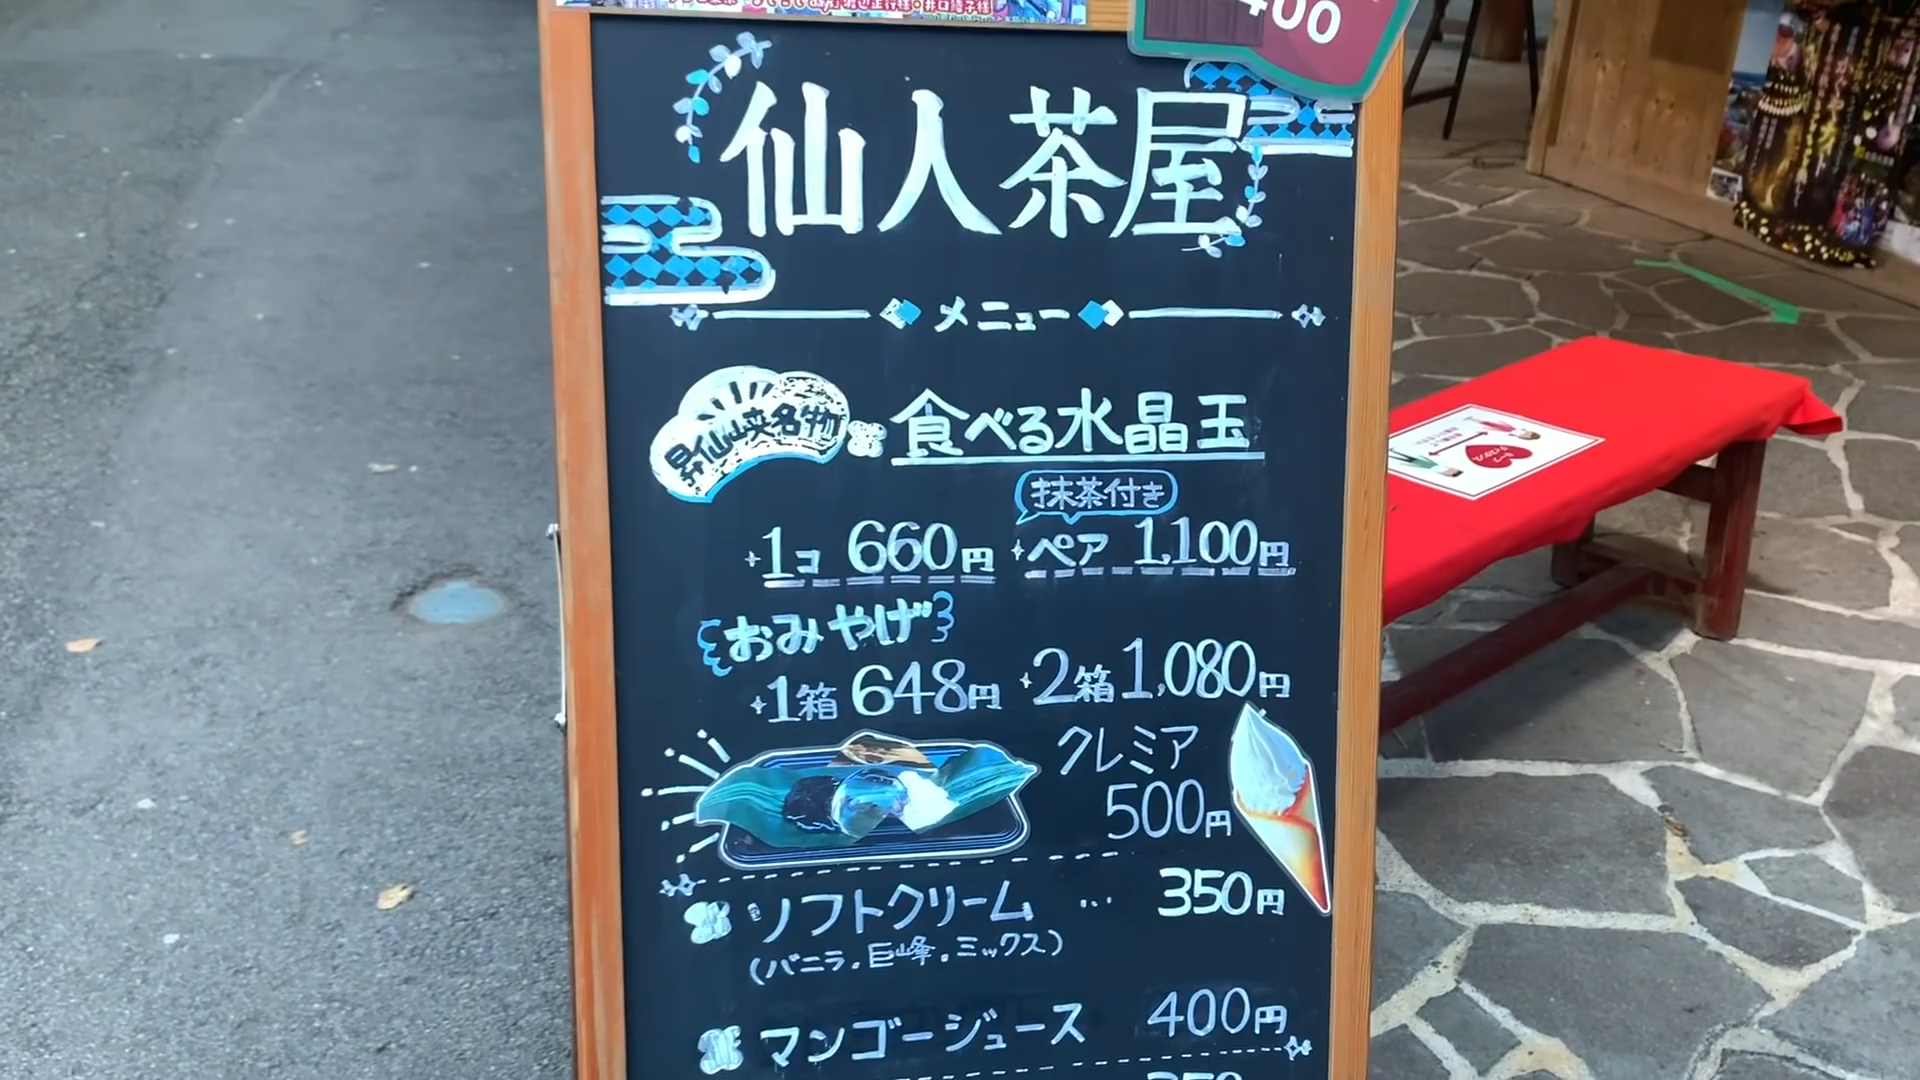 400
仙人茶屋
メニュー
昇仙峡名物
食べる水晶玉
抹茶付き
1コ 660円 ペア 1,100円
おみやげ
1箱 648円 2箱 1,080円
クレミア
500円
ソフトクリーム … 350円
(バニラ.巨峰.ミックス)
マンゴージュース 400円